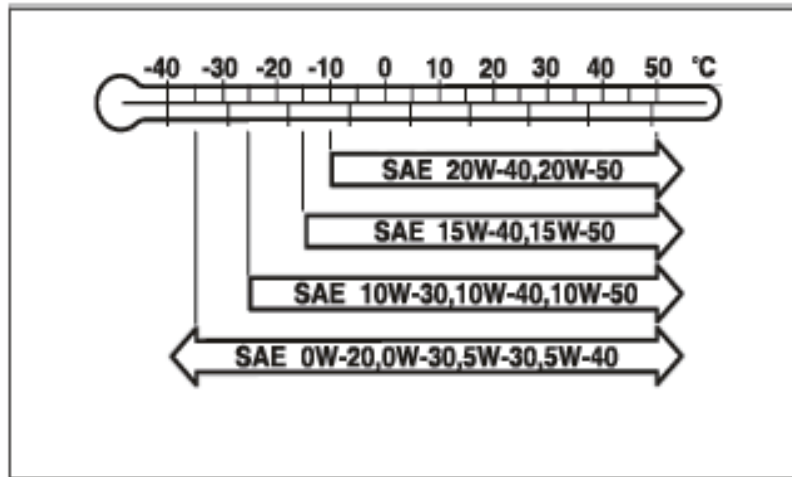 -40 -30 -20 -10 0 10 20 30 40 50 °C
SAE 20W-40,20W-50
SAE 15W-40,15W-50
SAE 10W-30,10W-40,10W-50
SAE 0W-20,0W-30,5W-30,5W-40